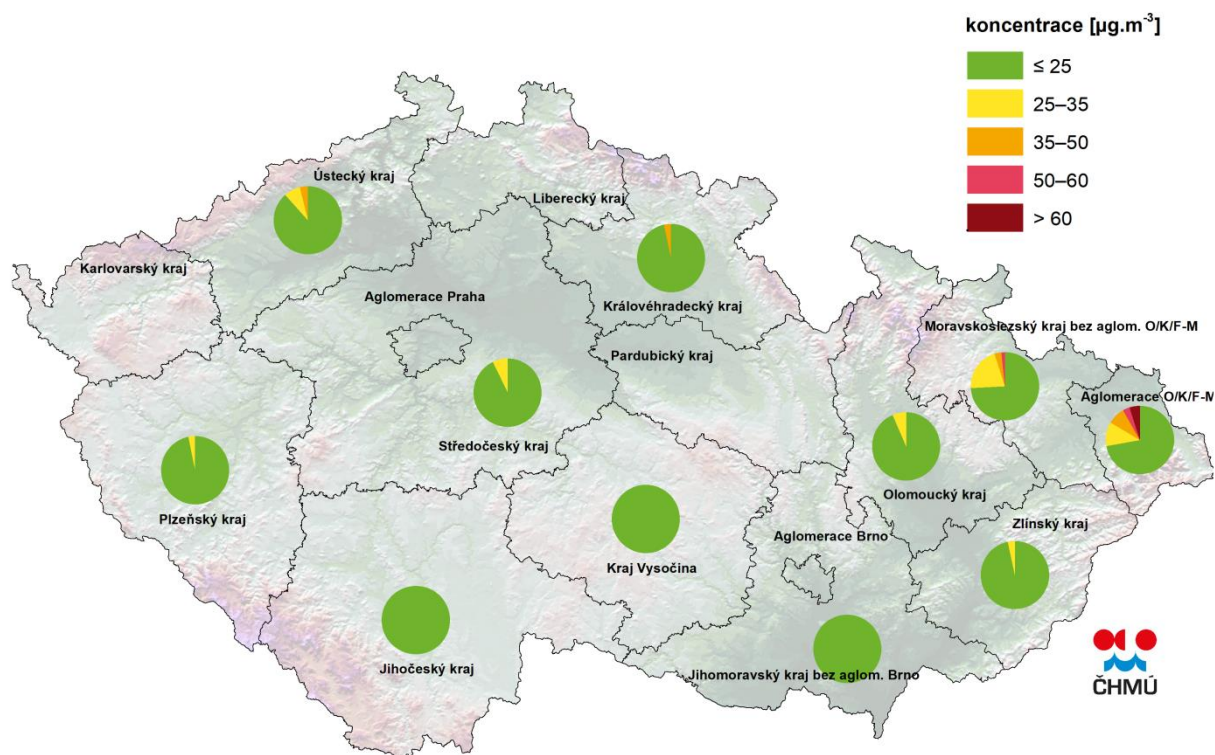 koncentrace [µg.m⁻³]
≤ 25
25–35
35–50
50–60
> 60
Ústecký kraj
Liberecký kraj
Karlovarský kraj
Aglomerace Praha
Královéhradecký kraj
Moravskoslezský kraj bez aglom. O/K/F-M
Pardubický kraj
Aglomerace O/K/F-M
Středočeský kraj
Olomoucký kraj
Plzeňský kraj
Zlínský kraj
Aglomerace Brno
Kraj Vysočina
Jihočeský kraj
Jihomoravský kraj bez aglom. Brno
ČHMÚ